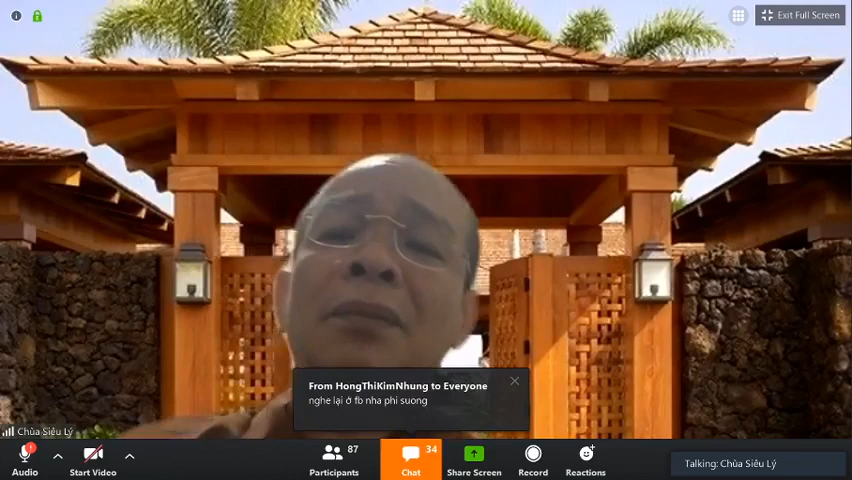 Exit Full Screen
From HongThiKimNhung to Everyone
nghe lại ở fb nha phi suong
Chùa Siêu Lý
Audio
Start Video
87
Participants
34
Chat
Share Screen
Record
Reactions
Talking: Chùa Siêu Lý